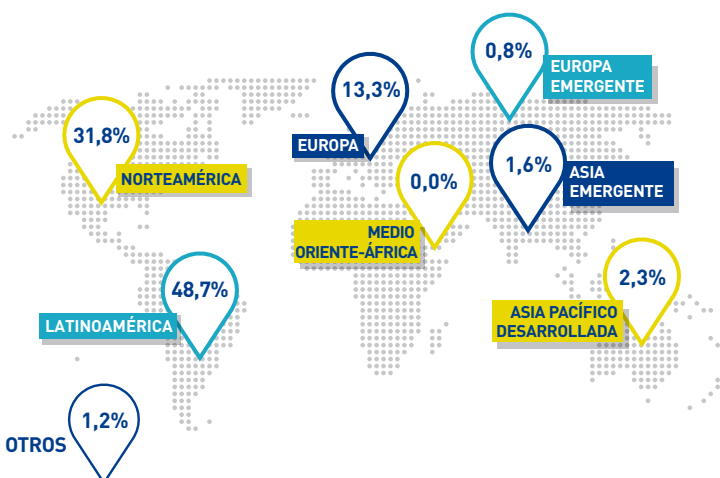 0,8%
EUROPA
EMERGENTE
13,3%
EUROPA
31,8%
NORTEAMÉRICA
0,0%
MEDIO
ORIENTE-ÁFRICA
1,6%
ASIA
EMERGENTE
48,7%
LATINOAMÉRICA
2,3%
ASIA PACÍFICO
DESARROLLADA
1,2%
OTROS